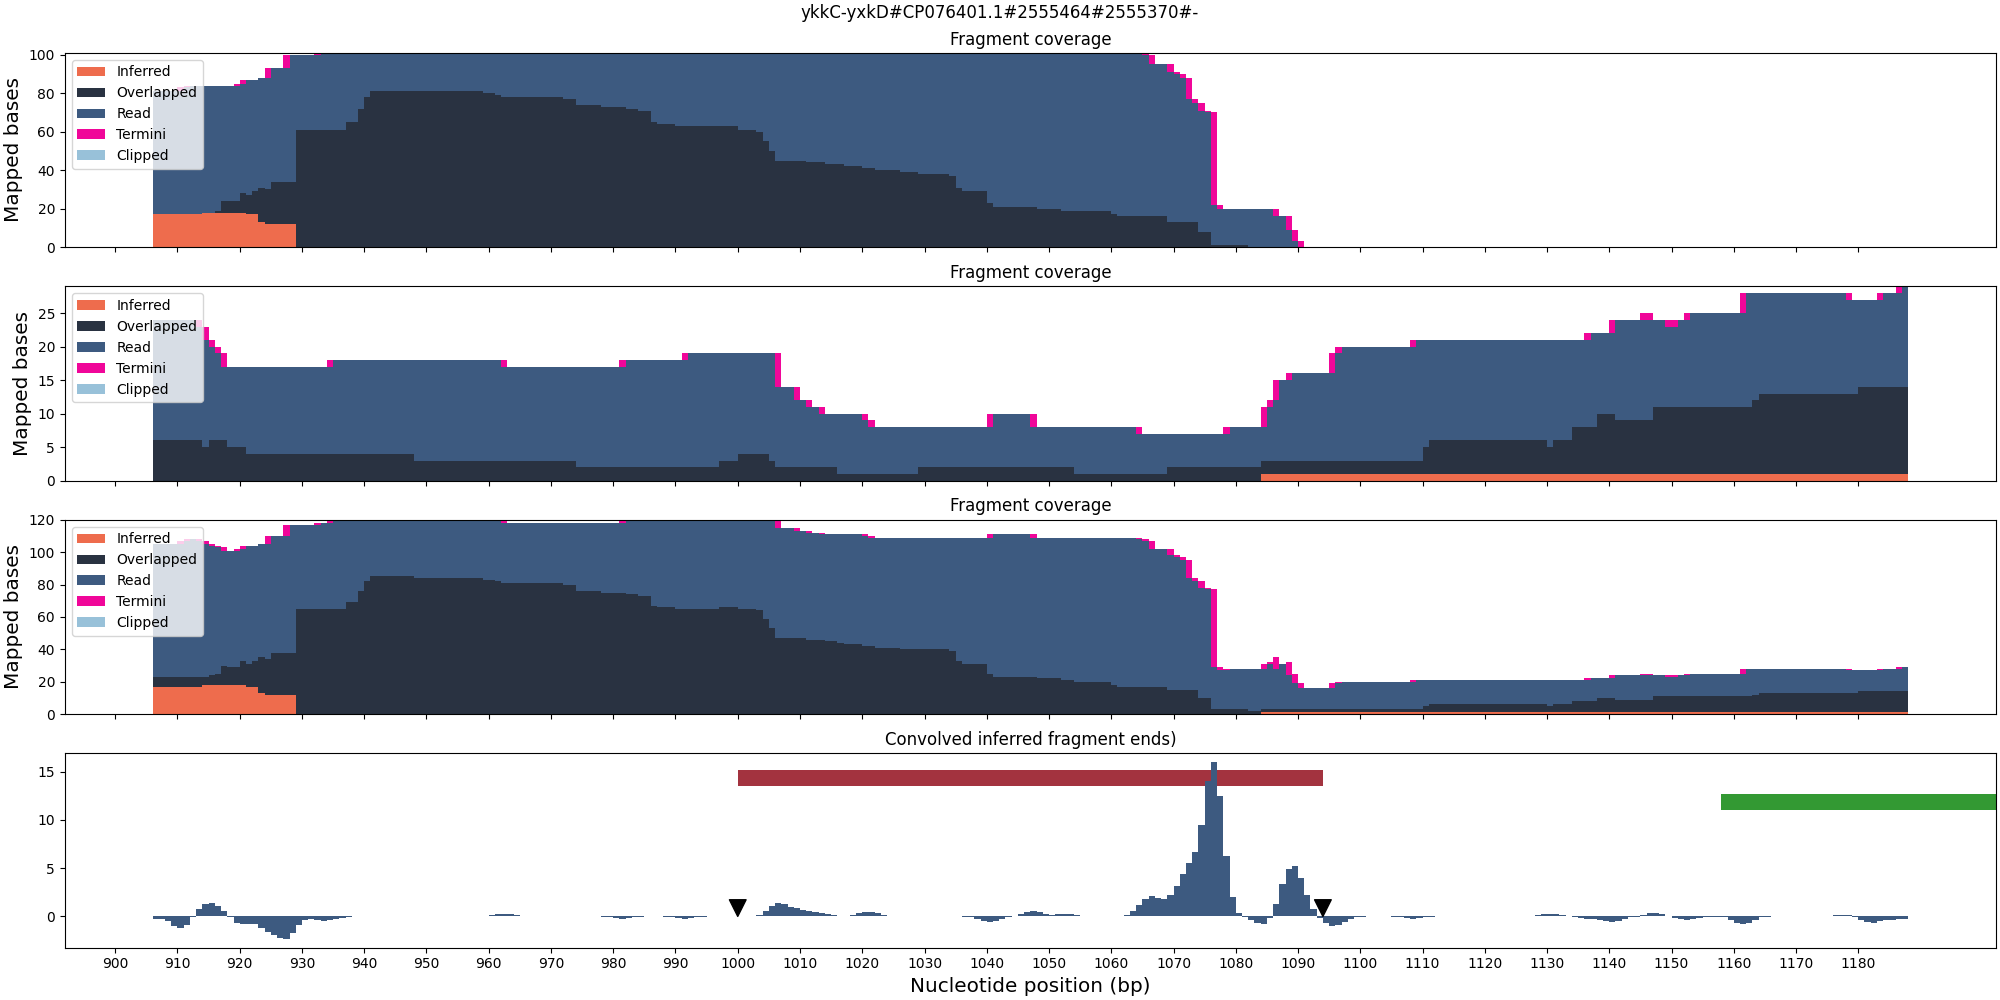 ykkC-yxkD#CP076401.1#2555464#2555370#-
Fragment coverage
Mapped bases
100
80
60
40
20
0
Inferred
Overlapped
Read
Termini
Clipped
Fragment coverage
Mapped bases
25
20
15
10
5
0
Inferred
Overlapped
Read
Termini
Clipped
Fragment coverage
Mapped bases
120
100
80
60
40
20
0
Inferred
Overlapped
Read
Termini
Clipped
Convolved inferred fragment ends)
15
10
5
0
900 910 920 930 940 950 960 970 980 990 1000 1010 1020 1030 1040 1050 1060 1070 1080 1090 1100 1110 1120 1130 1140 1150 1160 1170 1180
Nucleotide position (bp)